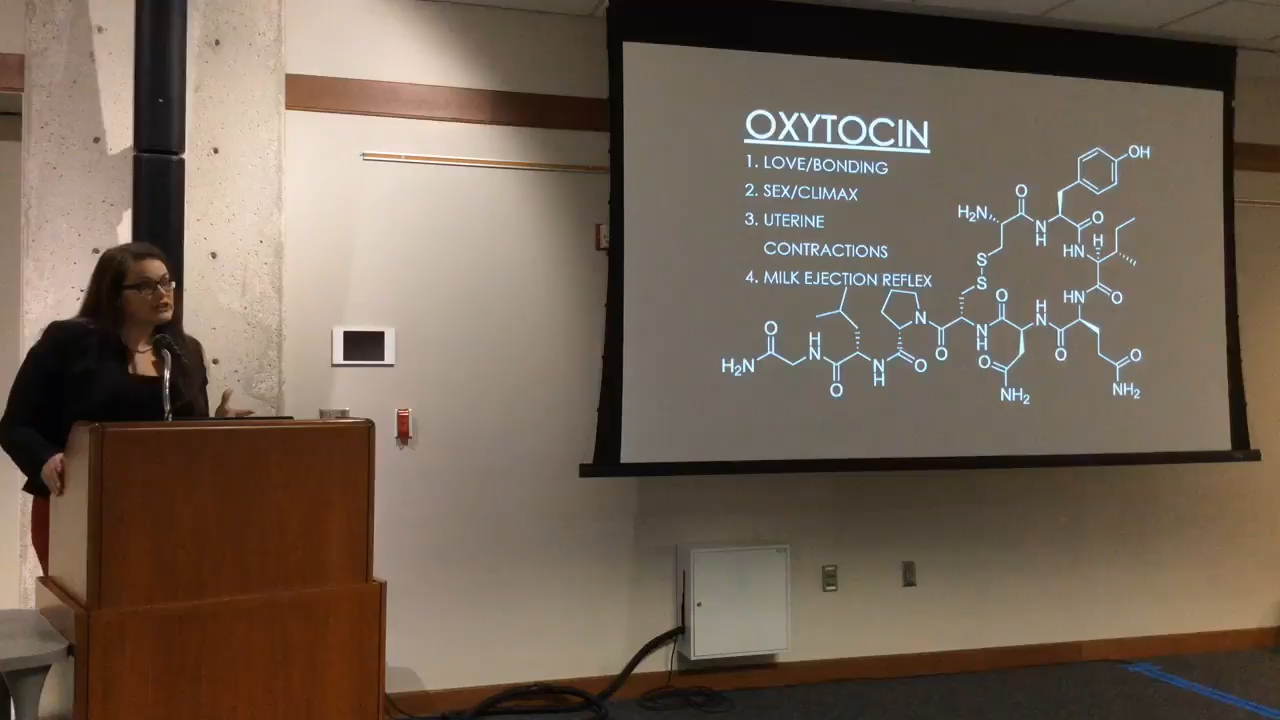 OXYTOCIN
1. LOVE/BONDING
2. SEX/CLIMAX
3. UTERINE
CONTRACTIONS
4. MILK EJECTION REFLEX
OH
O
H₂N
N
H
O
HN
H
S
S
O
HN
O
H
N
N
H
O
O
N
O
O
NH₂
O
NH₂
O
H
N
H₂N
O
N
H
O